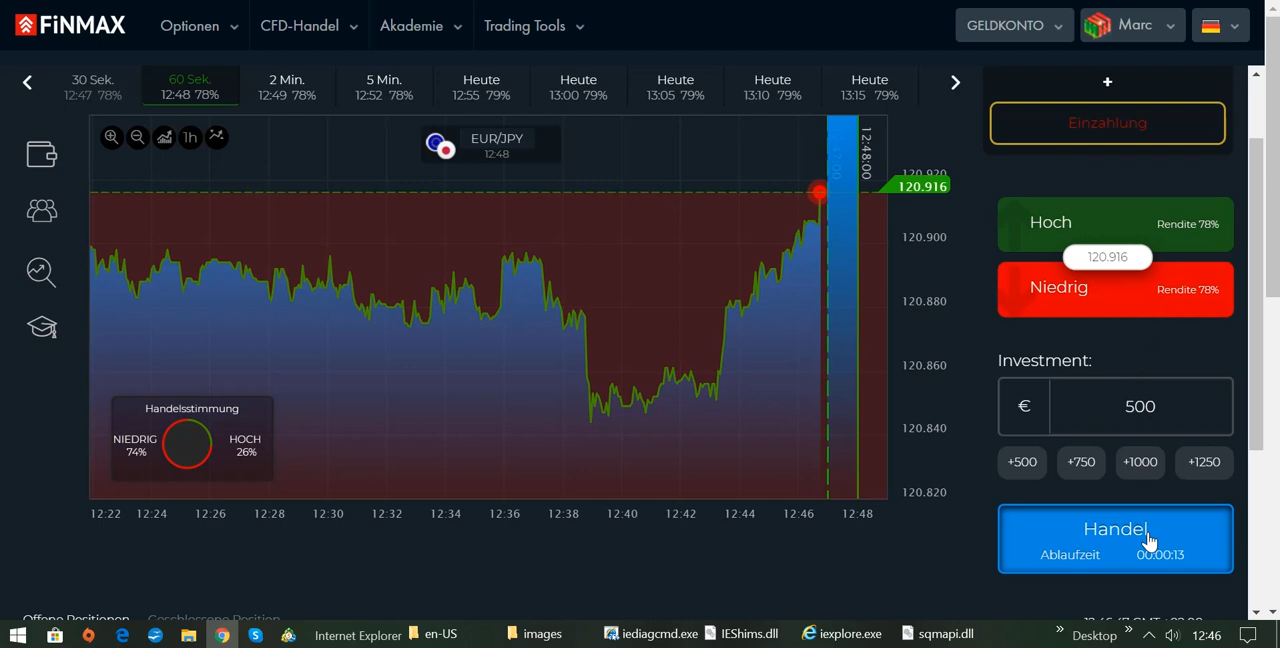 FiNMAX
Optionen
CFD-Handel
Akademie
Trading Tools
GELDKONTO
Marc
30 Sek.
12:47 78%
60 Sek.
12:48 78%
2 Min.
12:49 78%
5 Min.
12:52 78%
Heute
12:55 79%
Heute
13:00 79%
Heute
13:05 79%
Heute
13:10 79%
Heute
13:15 79%
+
Einzahlung
1h
EUR/JPY
12:48
12:48:00
120.920
120.916
120.900
120.880
120.860
120.840
120.820
Hoch
Rendite 78%
120.916
Niedrig
Rendite 78%
Investment:
€
500
+500
+750
+1000
+1250
Handel
Ablaufzeit 00:00:13
Handelsstimmung
NIEDRIG
74%
HOCH
26%
12:22
12:24
12:26
12:28
12:30
12:32
12:34
12:36
12:38
12:40
12:42
12:44
12:46
12:48
Offene Positionen
Geschlossene Position
Internet Explorer
en-US
images
iediagcmd.exe
IEShims.dll
iexplore.exe
sqmapi.dll
Desktop
12:46